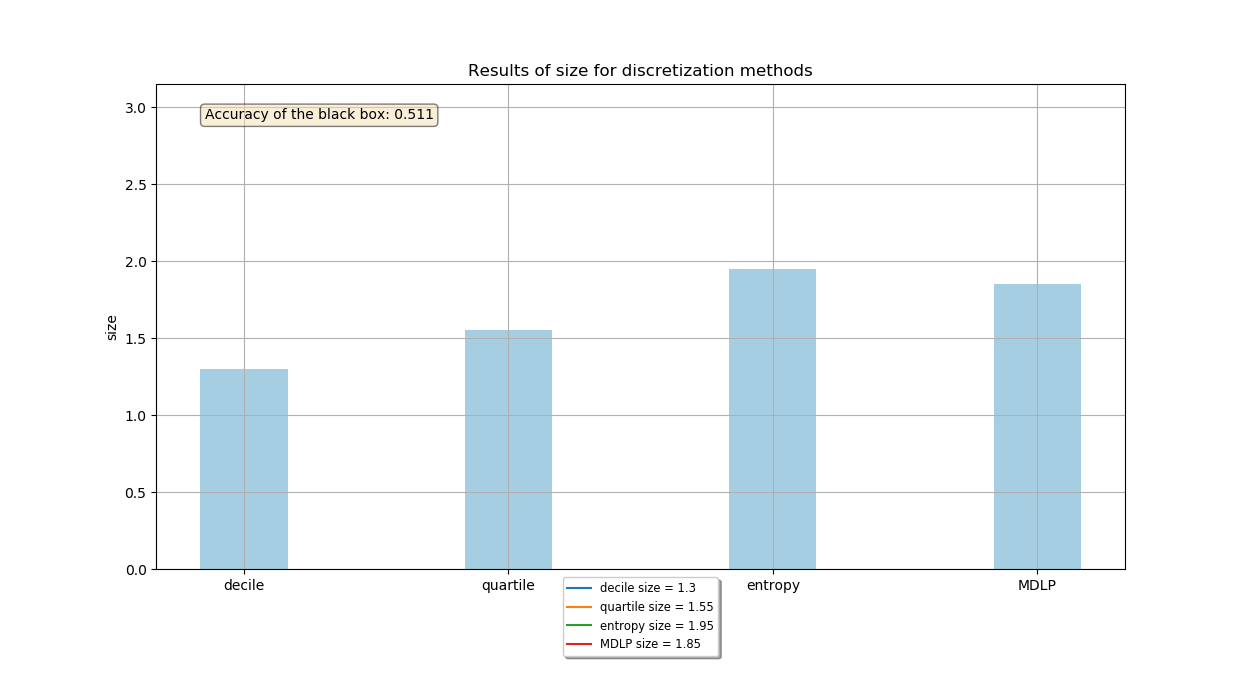 Results of size for discretization methods
Accuracy of the black box: 0.511
3.0
2.5
2.0
1.5
1.0
0.5
0.0
size
decile
quartile
entropy
MDLP
decile size = 1.3
quartile size = 1.55
entropy size = 1.95
MDLP size = 1.85